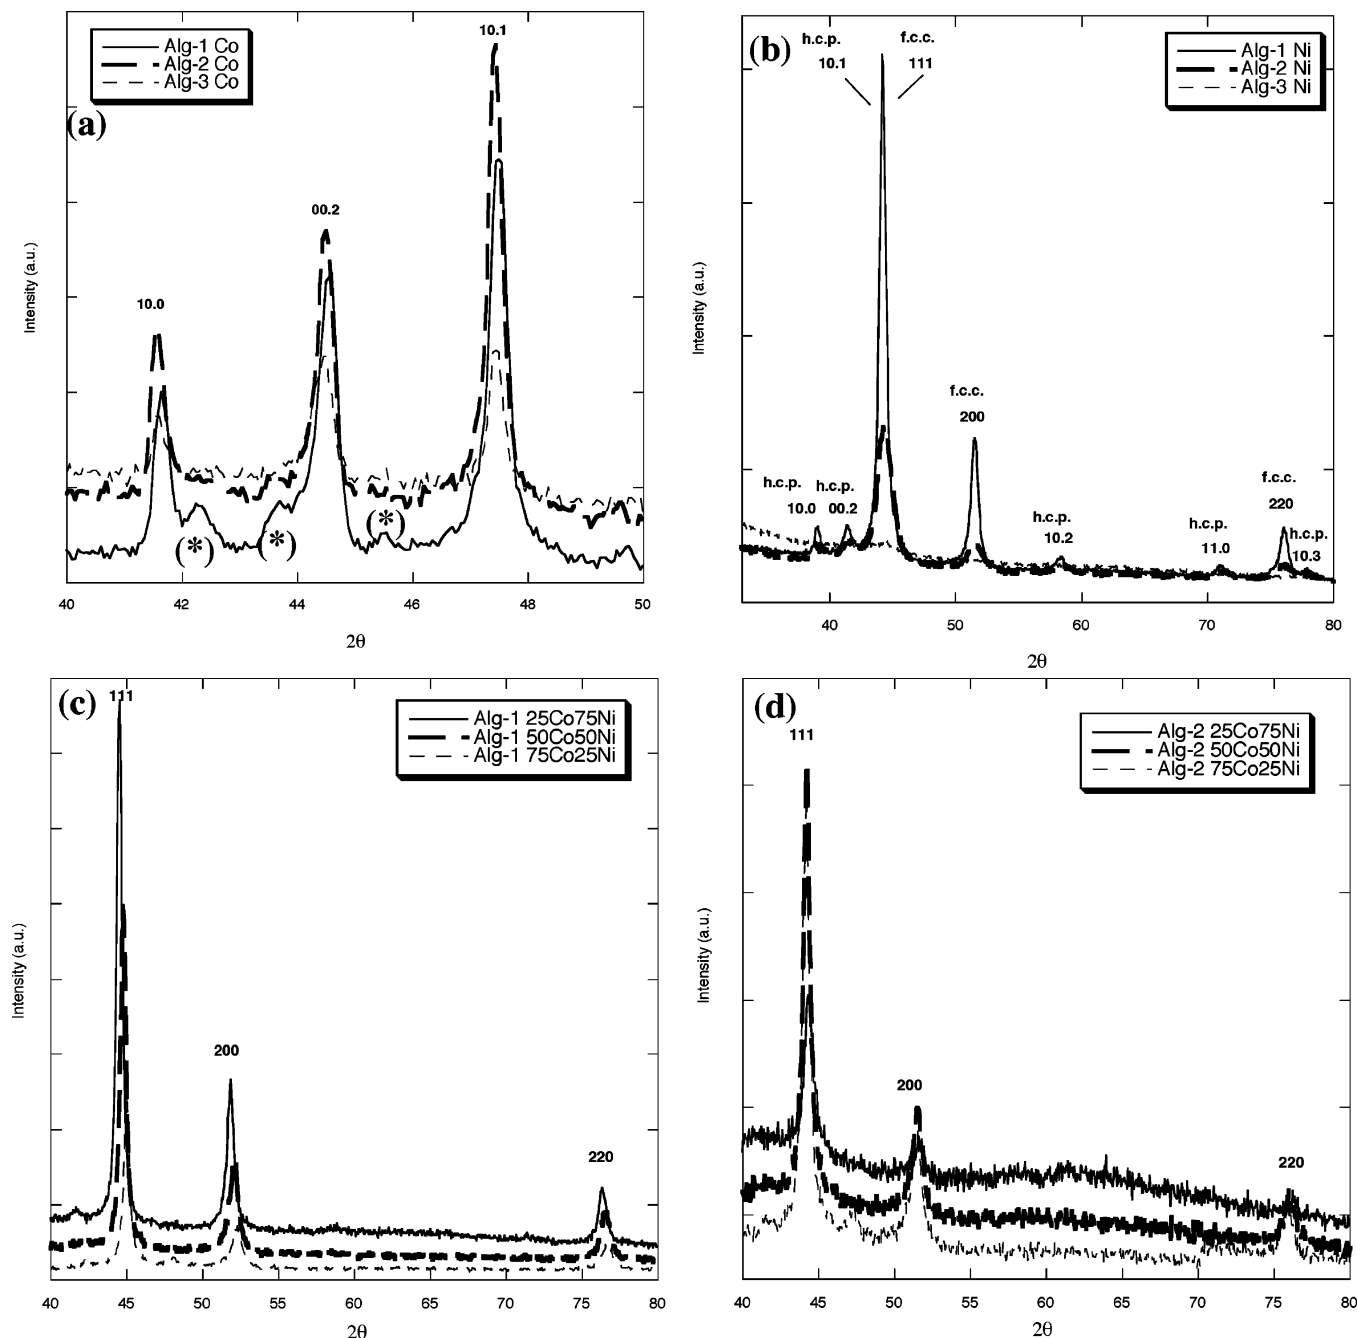 (a)
Alg-1 Co
Alg-2 Co
Alg-3 Co
10.1
00.2
10.0
(*)
(*)
(*)
Intensity (a.u.)
40 42 44 46 48 50
2θ
(b)
h.c.p. f.c.c.
10.1 111
Alg-1 Ni
Alg-2 Ni
Alg-3 Ni
f.c.c.
200
h.c.p. h.c.p.
10.0 00.2
h.c.p.
10.2
h.c.p.
11.0
f.c.c.
220
h.c.p.
10.3
Intensity (a.u.)
40 50 60 70 80
2θ
(c)
111
Alg-1 25Co75Ni
Alg-1 50Co50Ni
Alg-1 75Co25Ni
200
220
Intensity (a.u.)
40 45 50 55 60 65 70 75 80
2θ
(d)
111
Alg-2 25Co75Ni
Alg-2 50Co50Ni
Alg-2 75Co25Ni
200
220
Intensity (a.u.)
40 45 50 55 60 65 70 75 80
2θ